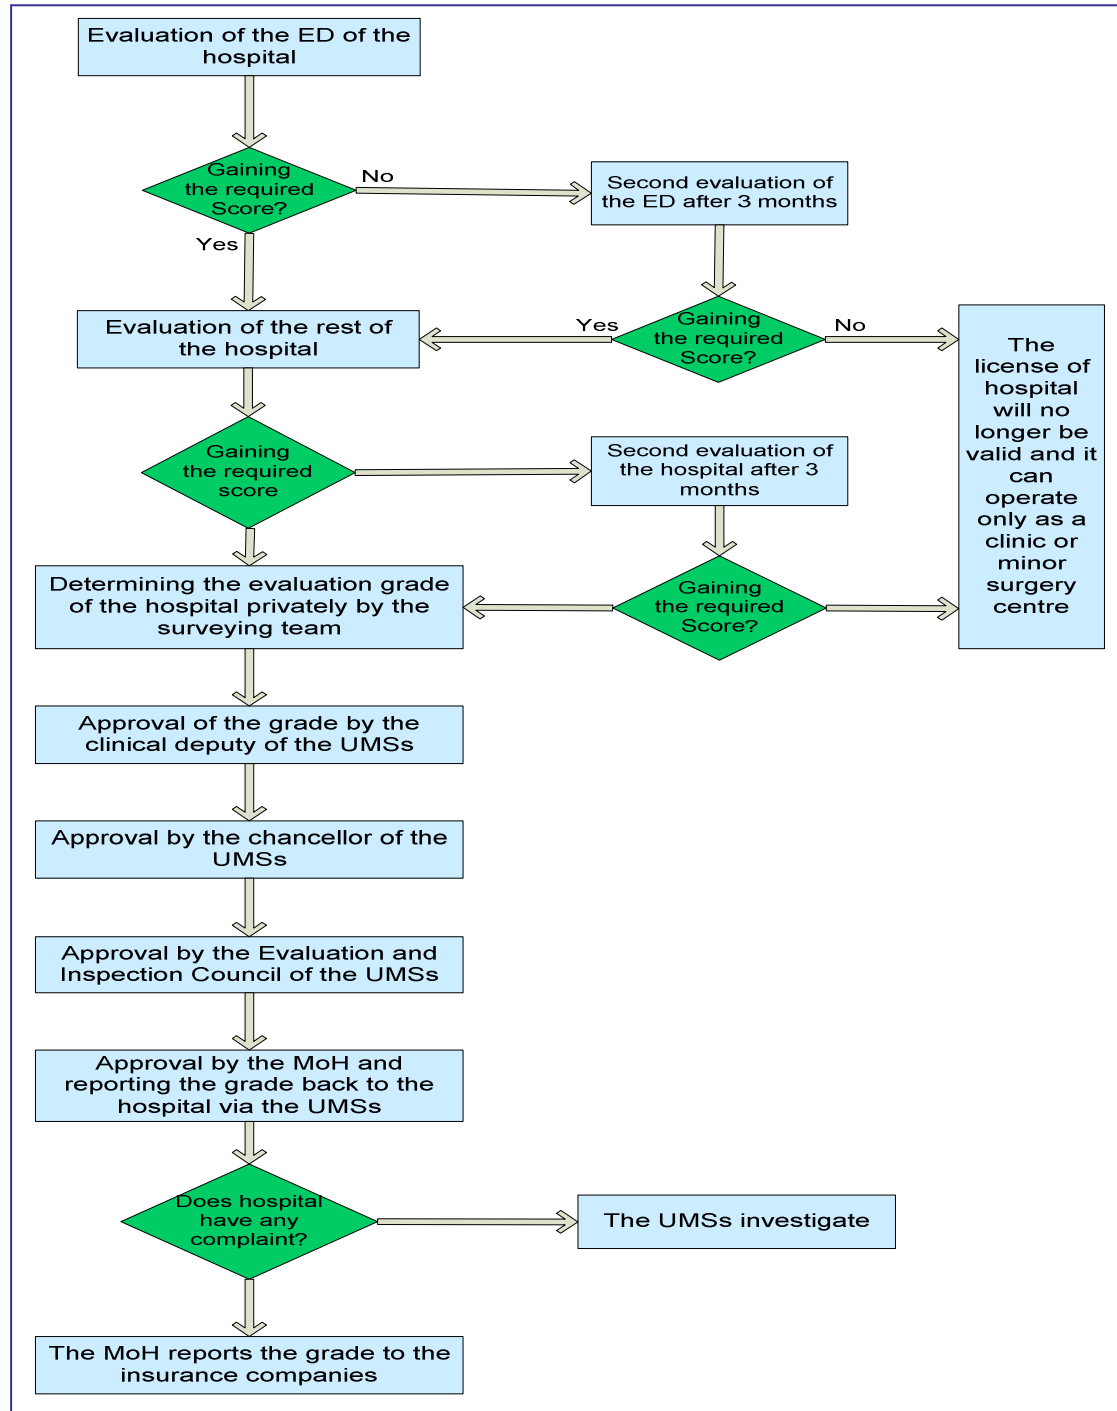 Evaluation of the ED of the
hospital
Gaining
the required
Score?
No
Second evaluation of
the ED after 3 months
Yes
Evaluation of the rest of
the hospital
Yes
Gaining
the required
Score?
No
The
license of
hospital
will no
longer be
valid and it
can
operate
only as a
clinic or
minor
surgery
centre
Gaining
the required
score
Second evaluation of
the hospital after 3
months
Determining the evaluation grade
of the hospital privately by the
surveying team
Gaining
the required
Score?
Approval of the grade by the
clinical deputy of the UMSs
Approval by the chancellor of the
UMSs
Approval by the Evaluation and
Inspection Council of the UMSs
Approval by the MoH and
reporting the grade back to the
hospital via the UMSs
Does hospital
have any
complaint?
The UMSs investigate
The MoH reports the grade to the
insurance companies